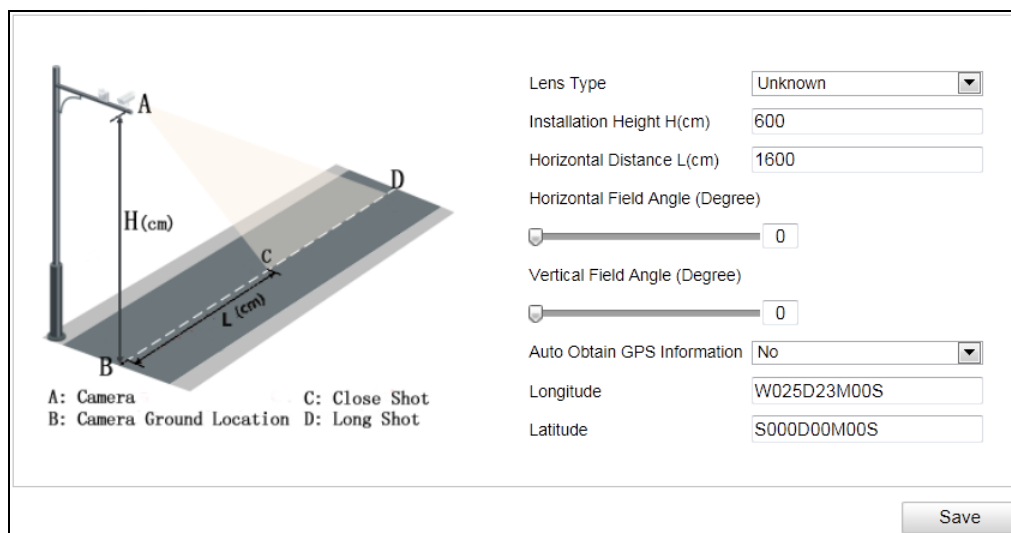 A
D
H(cm)
C
L (cm)
B
A: Camera
C: Close Shot
B: Camera Ground Location
D: Long Shot
Lens Type
Unknown
Installation Height H(cm)
600
Horizontal Distance L(cm)
1600
Horizontal Field Angle (Degree)
0
Vertical Field Angle (Degree)
0
Auto Obtain GPS Information
No
Longitude
W025D23M00S
Latitude
S000D00M00S
Save